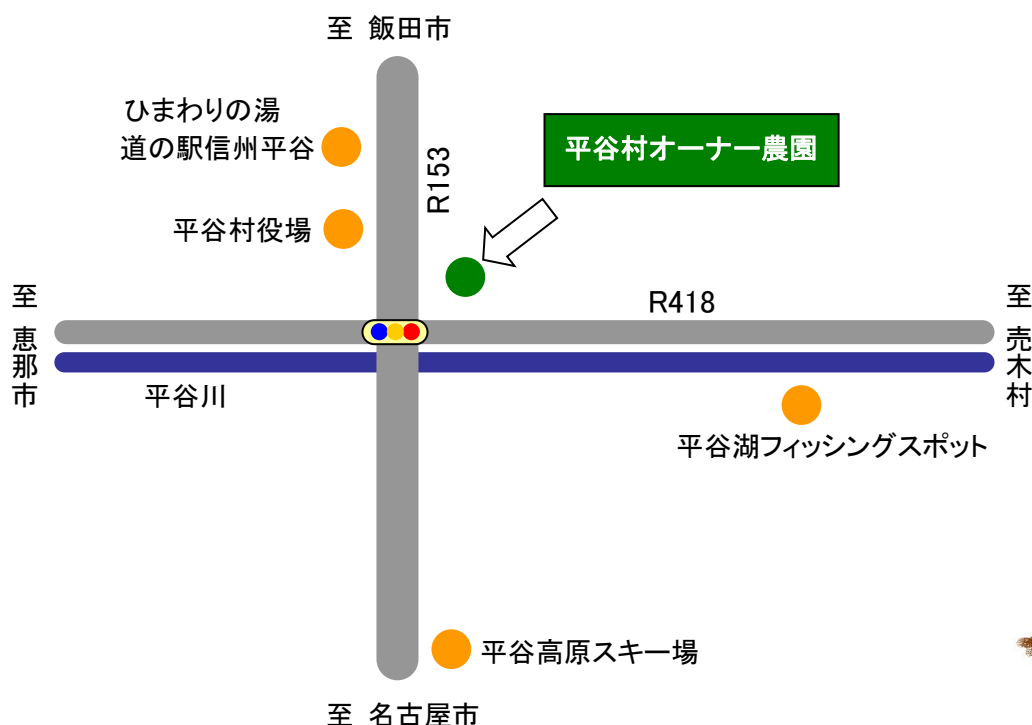 至 飯田市
ひまわりの湯
道の駅信州平谷
平谷村オーナー農園
R153
平谷村役場
至 恵那市
R418
至 売木村
平谷川
平谷湖フィッシングスポット
平谷高原スキー場
至 名古屋市